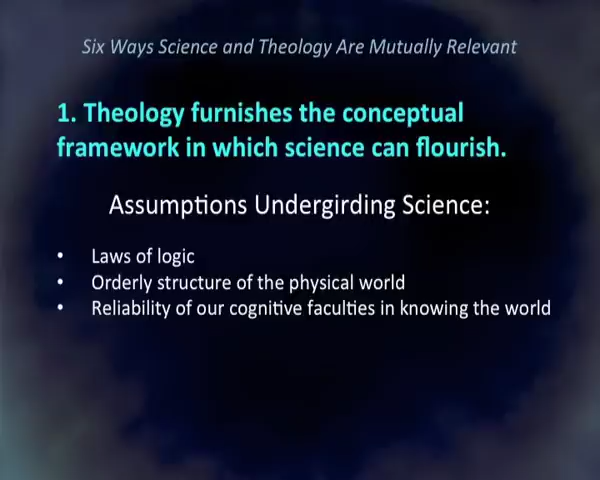 Six Ways Science and Theology Are Mutually Relevant
1. Theology furnishes the conceptual
framework in which science can flourish.
Assumptions Undergirding Science:
• Laws of logic
• Orderly structure of the physical world
• Reliability of our cognitive faculties in knowing the world